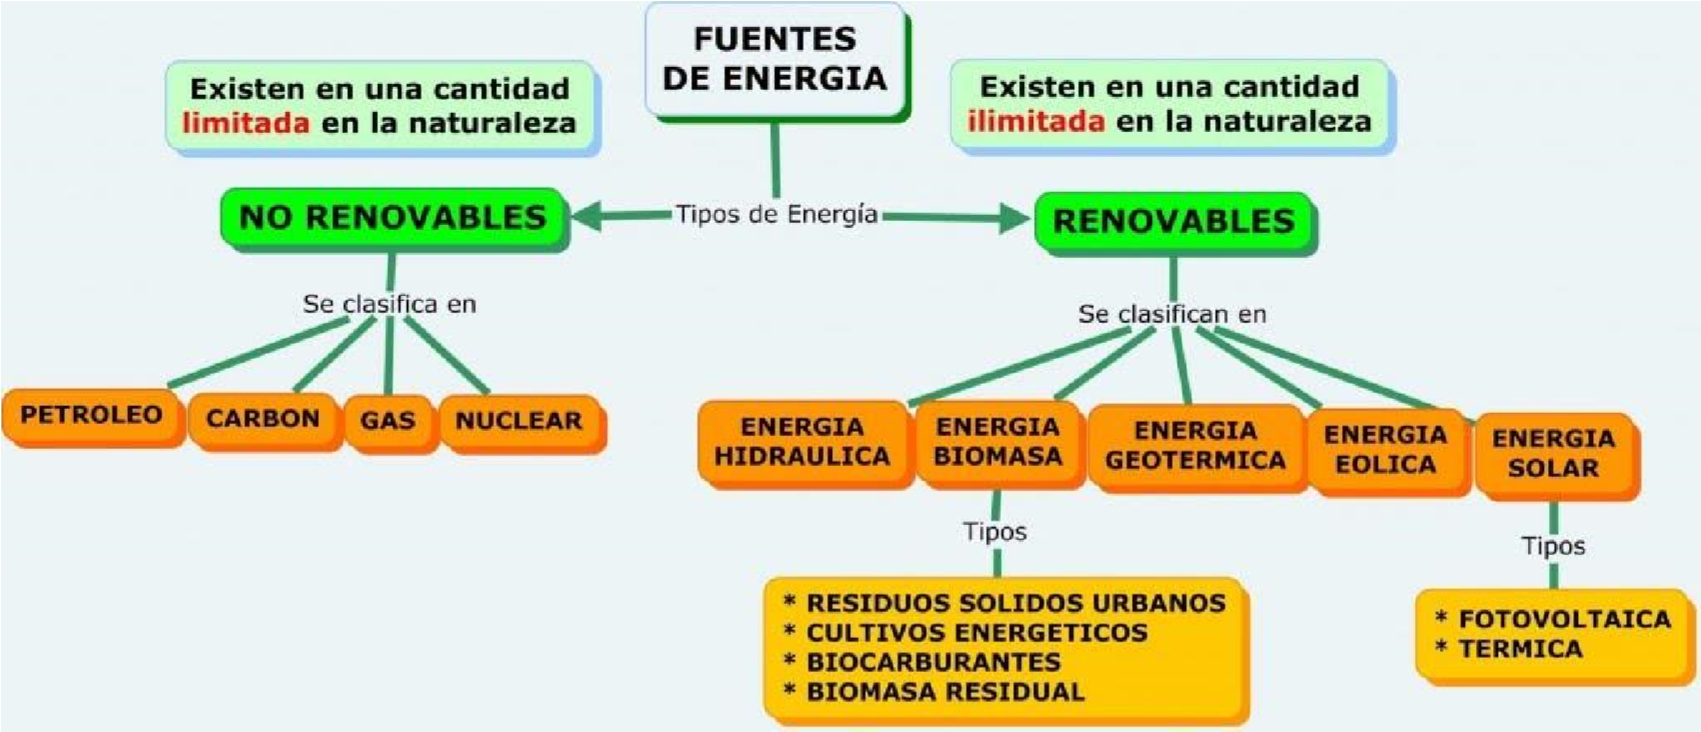 FUENTES
DE ENERGIA
Existen en una cantidad
limitada en la naturaleza
Existen en una cantidad
ilimitada en la naturaleza
NO RENOVABLES
Tipos de Energía
RENOVABLES
Se clasifica en
Se clasifican en
PETROLEO
CARBON
GAS
NUCLEAR
ENERGIA
HIDRAULICA
ENERGIA
BIOMASA
ENERGIA
GEOTERMICA
ENERGIA
EOLICA
ENERGIA
SOLAR
Tipos
Tipos
* RESIDUOS SOLIDOS URBANOS
* CULTIVOS ENERGETICOS
* BIOCARBURANTES
* BIOMASA RESIDUAL
* FOTOVOLTAICA
* TERMICA